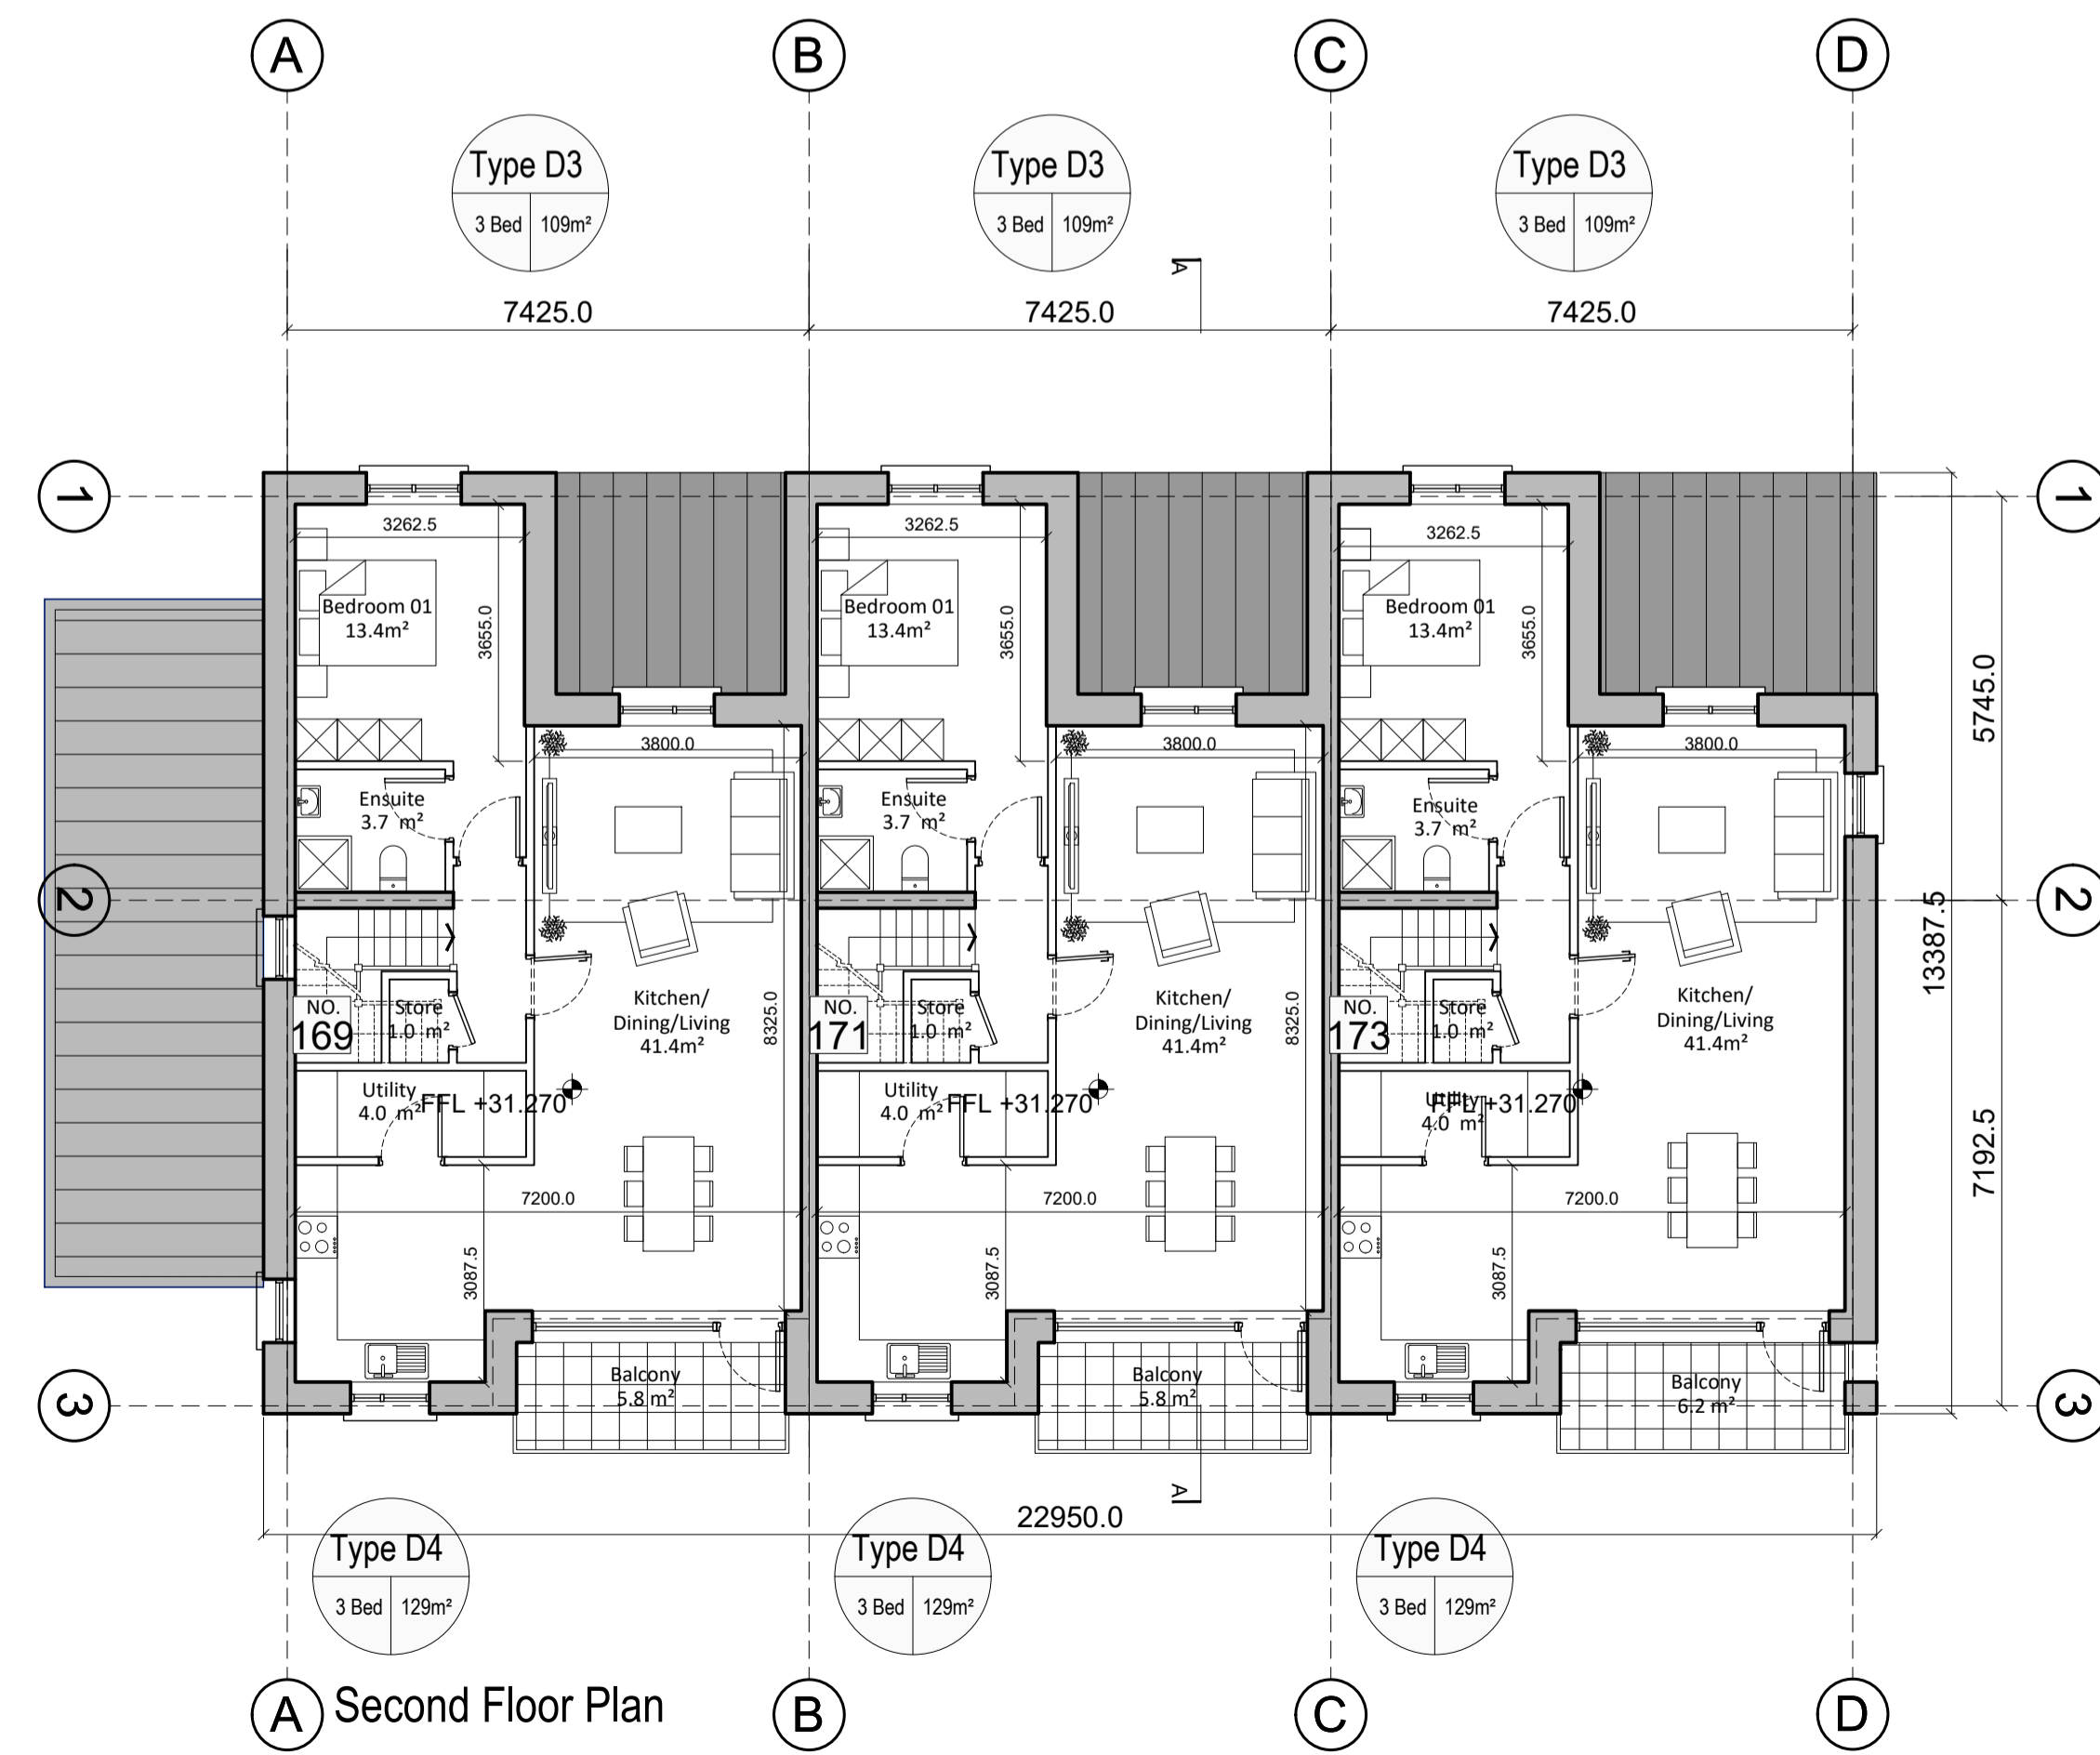 A B C D
Type D3 Type D3 Type D3
3 Bed 109m² 3 Bed 109m² 3 Bed 109m²
A
7425.0 7425.0 7425.0
1 1
3262.5 3262.5 3262.5
Bedroom 01 Bedroom 01 Bedroom 01
13.4m² 13.4m² 13.4m²
3655.0 3655.0 3655.0
5745.0
3800.0 3800.0 3800.0
Ensuite Ensuite Ensuite
3.7 m² 3.7 m² 3.7 m²
2 2
13387.5
Kitchen/ Kitchen/ Kitchen/
Dining/Living Dining/Living Dining/Living
41.4m² 41.4m² 41.4m²
8325.0 8325.0
NO. NO. NO.
169 171 173
Store Store Store
1.0 m² 1.0 m² 1.0 m²
Utility Utility Utility
4.0 m² 4.0 m² 4.0 m²
FFL +31.270 FFL +31.270 FFL +31.270
7192.5
7200.0 7200.0 7200.0
3087.5 3087.5 3087.5
Balcony Balcony Balcony
5.8 m² 5.8 m² 6.2 m²
3 3
A
22950.0
Type D4 Type D4 Type D4
3 Bed 129m² 3 Bed 129m² 3 Bed 129m²
A Second Floor Plan B C D